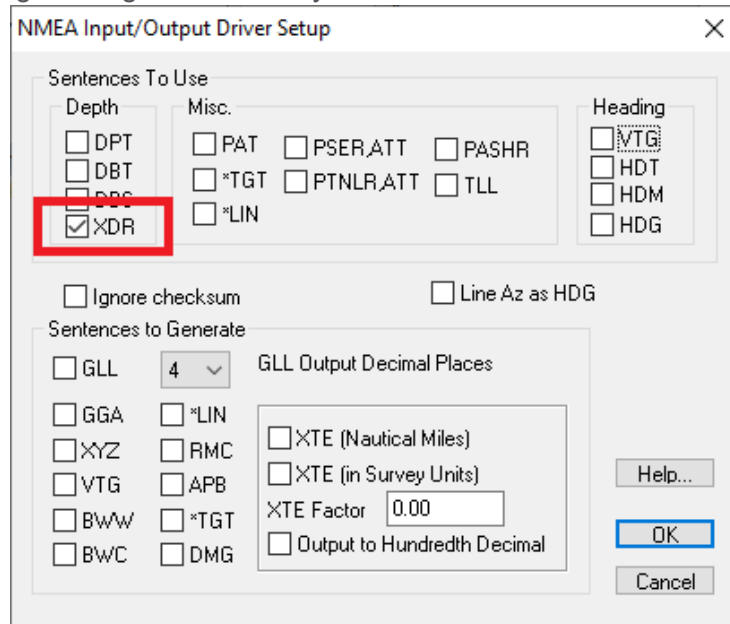 NMEA Input/Output Driver Setup
Sentences To Use
Depth
DPT
DBT
DBS
XDR
Misc.
PAT
*TGT
*LIN
PSER,ATT
PTNLR,ATT
PASHR
TLL
Heading
VTG
HDT
HDM
HDG
Ignore checksum
Line Az as HDG
Sentences to Generate
GLL
4
GLL Output Decimal Places
GGA
XYZ
VTG
BWW
BWC
*LIN
RMC
APB
*TGT
DMG
XTE (Nautical Miles)
XTE (in Survey Units)
XTE Factor 0.00
Output to Hundredth Decimal
Help...
OK
Cancel